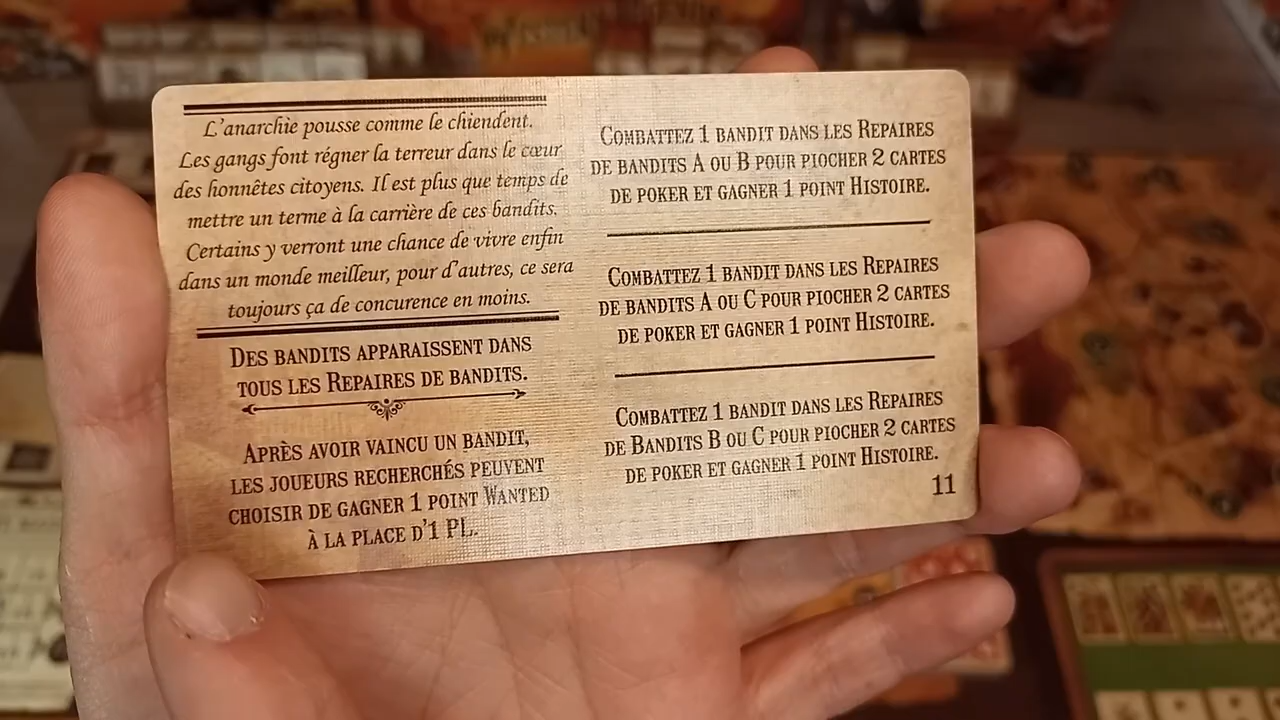 L'anarchie pousse comme le chiendent.
Les gangs font régner la terreur dans le cœur
des honnêtes citoyens. Il est plus que temps de
mettre un terme à la carrière de ces bandits.
Certains y verront une chance de vivre enfin
dans un monde meilleur, pour d'autres, ce sera
toujours ça de concurence en moins.
DES BANDITS APPARAISSENT DANS
TOUS LES REPAIRES DE BANDITS.
APRÈS AVOIR VAINCU UN BANDIT,
LES JOUEURS RECHERCHÉS PEUVENT
CHOISIR DE GAGNER 1 POINT WANTED
À LA PLACE D'1 PL.
COMBATTEZ 1 BANDIT DANS LES REPAIRES
DE BANDITS A OU B POUR PIOCHER 2 CARTES
DE POKER ET GAGNER 1 POINT HISTOIRE.
COMBATTEZ 1 BANDIT DANS LES REPAIRES
DE BANDITS A OU C POUR PIOCHER 2 CARTES
DE POKER ET GAGNER 1 POINT HISTOIRE.
COMBATTEZ 1 BANDIT DANS LES REPAIRES
DE BANDITS B OU C POUR PIOCHER 2 CARTES
DE POKER ET GAGNER 1 POINT HISTOIRE.
11